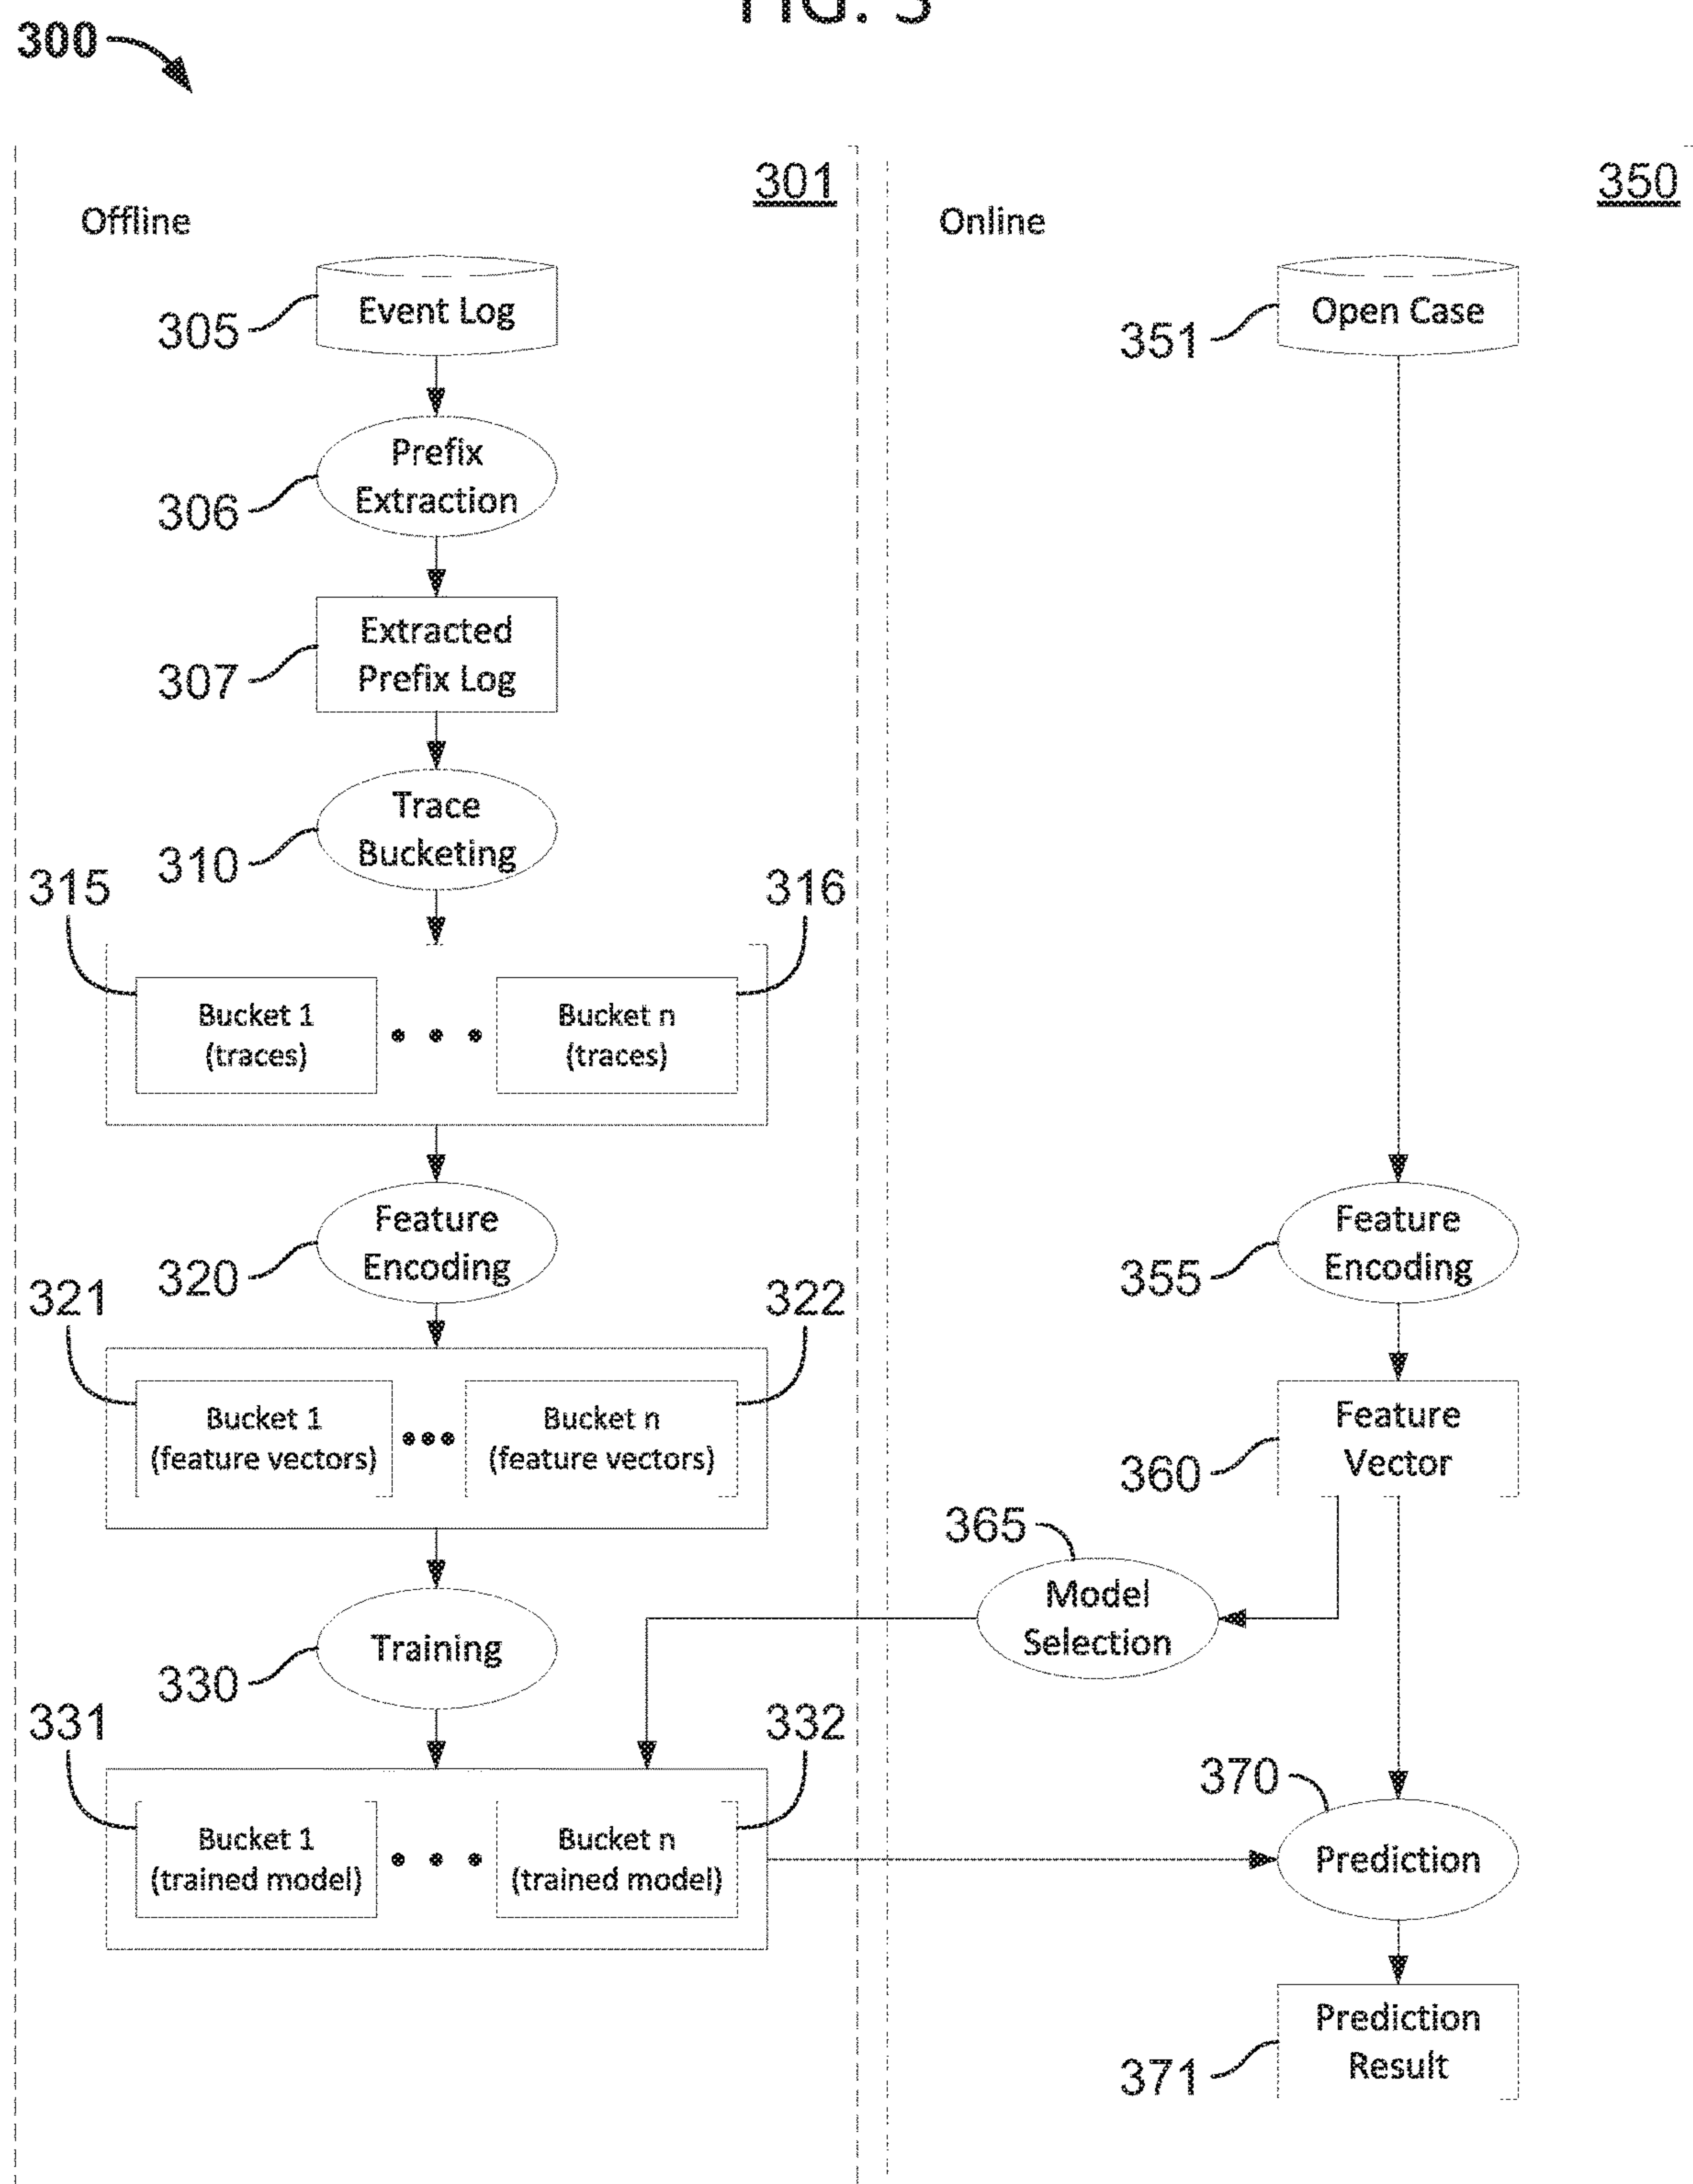 FIG. 3
300
301
350
Offline
Online
305
Event Log
351
Open Case
306
Prefix
Extraction
307
Extracted
Prefix Log
310
Trace
Bucketing
315
316
Bucket 1
(traces)
• • •
Bucket n
(traces)
320
Feature
Encoding
355
Feature
Encoding
321
322
Bucket 1
(feature vectors)
•••
Bucket n
(feature vectors)
360
Feature
Vector
365
Model
Selection
330
Training
331
332
Bucket 1
(trained model)
• • •
Bucket n
(trained model)
370
Prediction
371
Prediction
Result